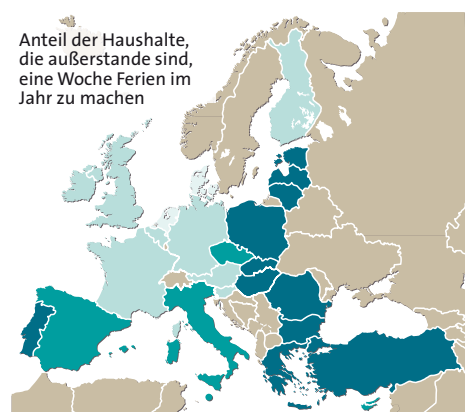 Anteil der Haushalte,
die außerstande sind,
eine Woche Ferien im
Jahr zu machen